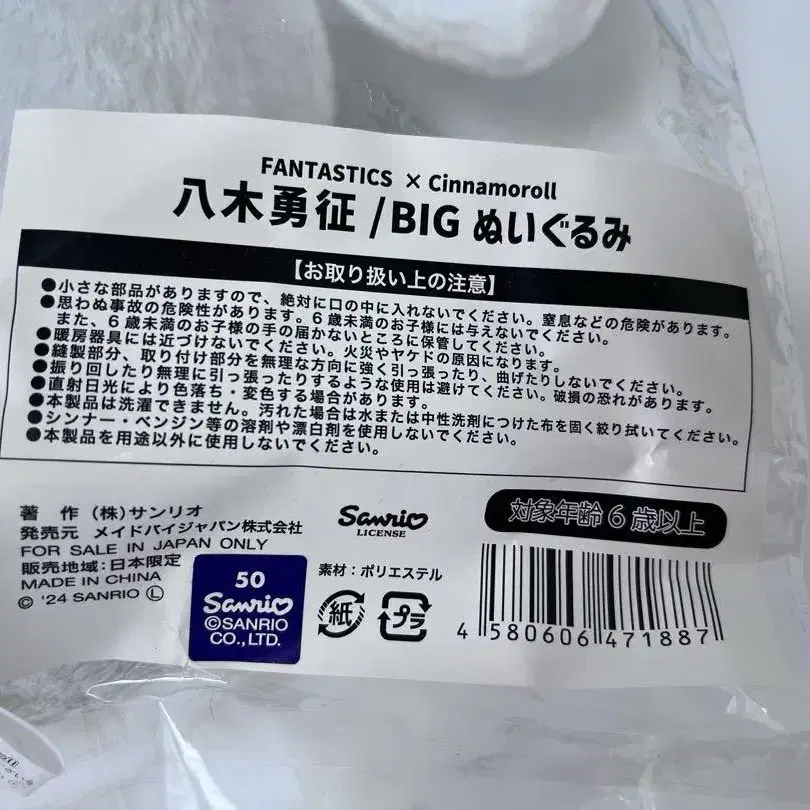 FANTASTICS × Cinnamoroll
八木勇征 /BIG ぬいぐるみ
【お取り扱い上の注意】
●小さな部品がありますので、絶対に口の中に入れないでください。窒息などの危険があります。
●思わぬ事故の危険性があります。6歳未満のお子様には与えないでください。
また、6歳未満のお子様の手の届かないところに保管してください。
●暖房器具には近づけないでください。火災やヤケドの原因になります。
●縫製部分、取り付け部分を無理な方向に強く引っ張ったり、曲げたりしないでください。
●振り回したり無理に引っ張ったりするような使用は避けてください。破損の恐れがあります。
●直射日光により色落ち・変色する場合があります。
●本製品は洗濯できません。汚れた場合は水または中性洗剤につけた布を固く絞り拭いてください。
●シンナー・ベンジン等の溶剤や漂白剤を使用しないでください。
●本製品を用途以外に使用しないでください。
著 作 (株)サンリオ
発売元 メイドバイジャパン株式会社
FOR SALE IN JAPAN ONLY
販売地域:日本限定
MADE IN CHINA
© '24 SANRIO Ⓛ
50
Sanrio
©SANRIO
CO., LTD.
Sanrio
LICENSE
素材:ポリエステル
紙
プラ
対象年齢6歳以上
4 580606 471887